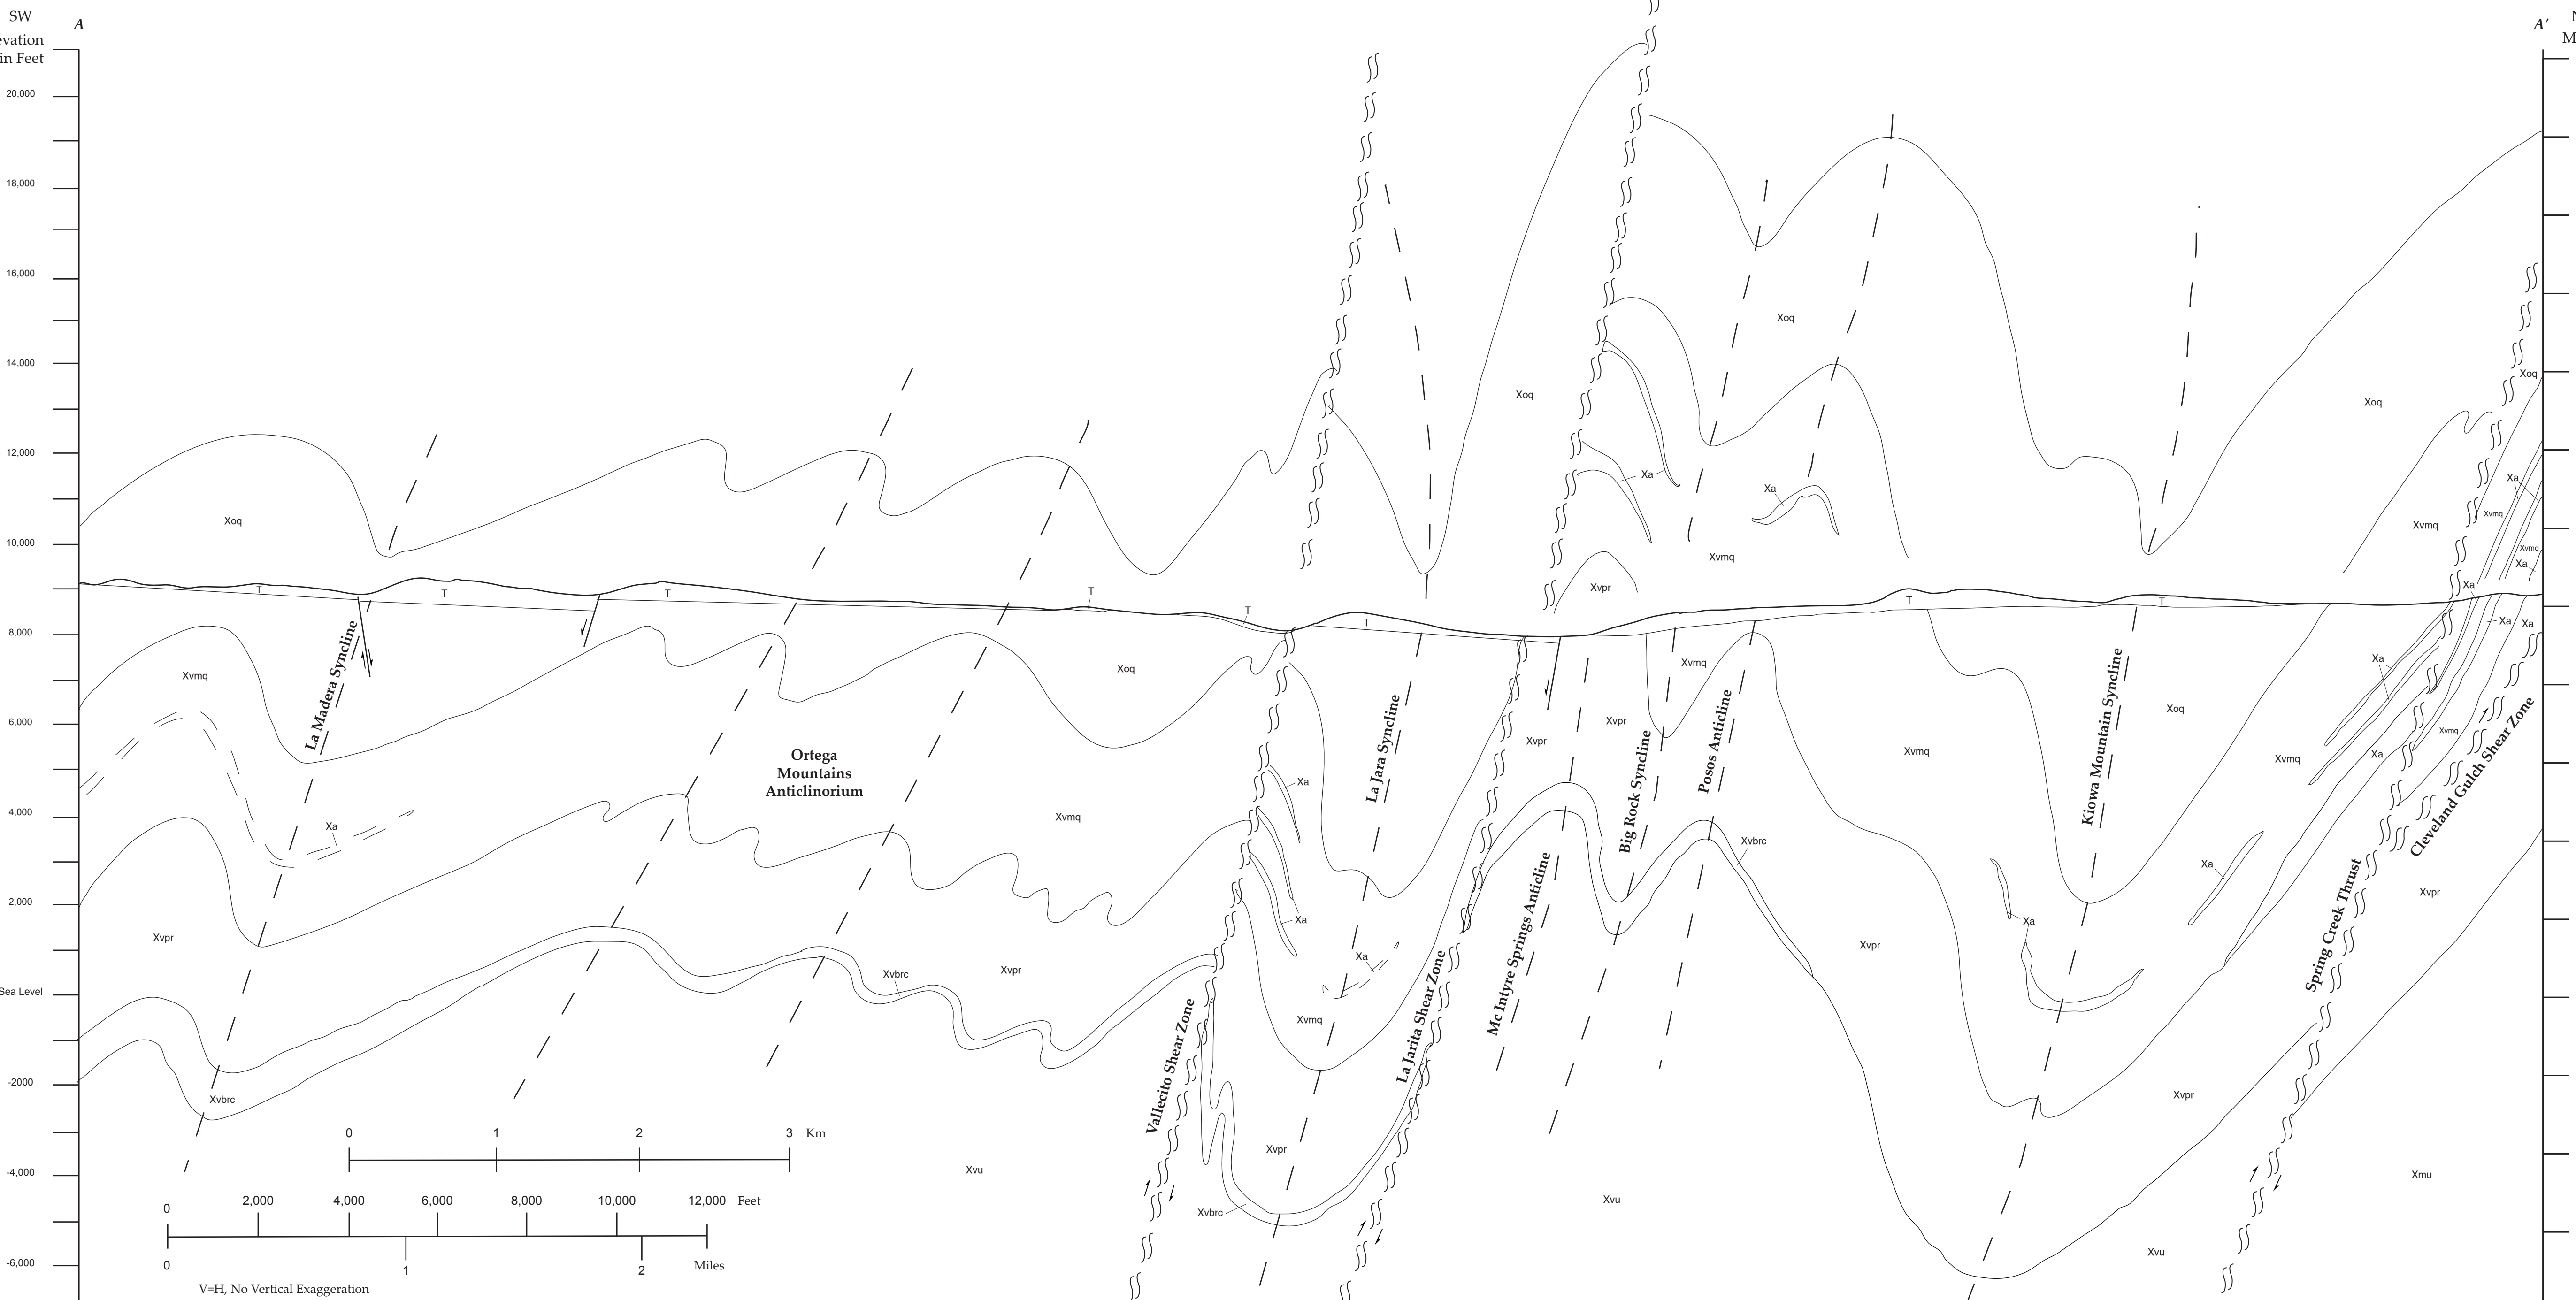 SW
A
A′
evation
in Feet
20,000
18,000
16,000
14,000
12,000
10,000
8,000
6,000
4,000
2,000
Sea Level
-2000
-4,000
-6,000
Xoq
Xoq
Xoq
Xoq
Xoq
Xa
Xa
Xvmq
Xvpr
Xvmq
Xa
Xvmq
Xvmq
Xa
Xa
T
T
T
T
T
T
T
T
Xvmq
La Madera Syncline
Xa
Xvpr
Xvbrc
Ortega
Mountains
Anticlinorium
Xoq
Xvmq
Xvbrc
Xvpr
Xvu
Vallecito Shear Zone
Xa
Xa
La Jara Syncline
Xa
Xvmq
Xvpr
Xvbrc
La Jarita Shear Zone
Xvpr
Mc Intyre Springs Anticline
Xvpr
Big Rock Syncline
Xvmq
Posos Anticline
Xvbrc
Xvmq
Xvpr
Xvu
Kiowa Mountain Syncline
Xoq
Xa
Xa
Xvpr
Xvu
Xvmq
Xa
Xa
Xa
Xa
Xa
Xvmq
Spring Creek Thrust
Cleveland Gulch Shear Zone
Xvpr
Xmu
0 1 2 3 Km
0 2,000 4,000 6,000 8,000 10,000 12,000 Feet
0 1 2 Miles
V=H, No Vertical Exaggeration